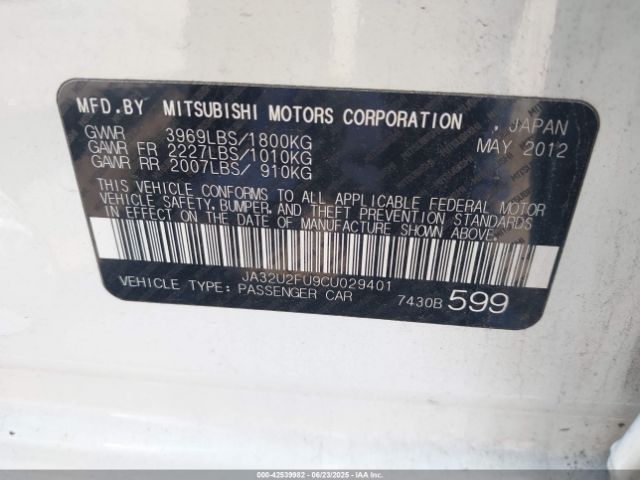 MFD.BY MITSUBISHI MOTORS CORPORATION , JAPAN
GVWR 3969LBS/1800KG MAY 2012
GAWR FR 2227LBS/1010KG
GAWR RR 2007LBS/ 910KG
THIS VEHICLE CONFORMS TO ALL APPLICABLE FEDERAL MOTOR
VEHICLE SAFETY, BUMPER, AND THEFT PREVENTION STANDARDS
IN EFFECT ON THE DATE OF MANUFACTURE SHOWN ABOVE.
JA32U2FU9CU029401
VEHICLE TYPE: PASSENGER CAR 7430B 599
000-42539982 - 06/23/2025 - IAAI.com